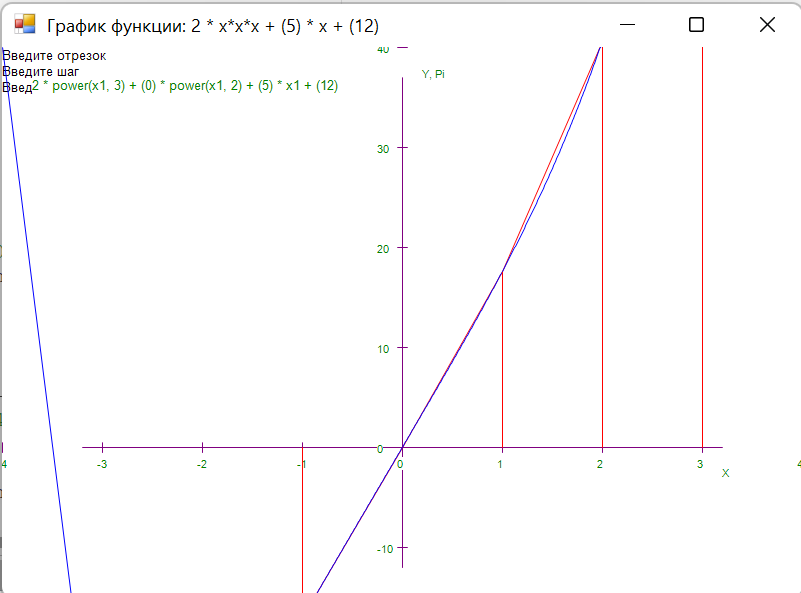 График функции: 2 * x*x*x + (5) * x + (12)
Введите отрезок
Введите шаг
Введ2 * power(x1, 3) + (0) * power(x1, 2) + (5) * x1 + (12)
40
Y, Pi
30
20
10
0
4 -3 -2 -1 0 1 2 3 4
X
-10